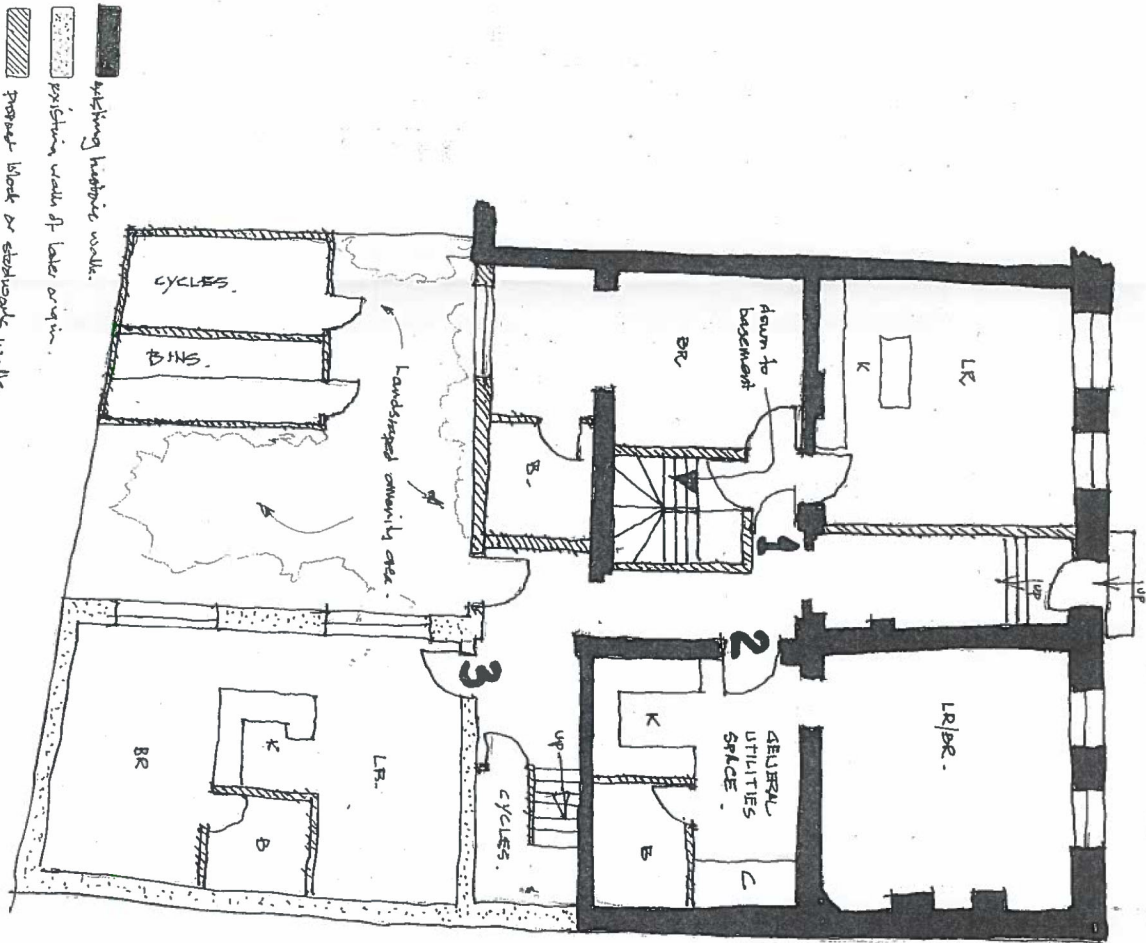 existing historic walls.
existing walls of later origin.
block or studwork walls
CYCLES.
BINS.
Landscaped amenity area.
down to
basement
BR
LR
K
B.
1
up
up
2
LR/BR.
GENERAL
UTILITIES
SPACE.
K
B
C
3
up
CYCLES.
LR.
K
BR
B